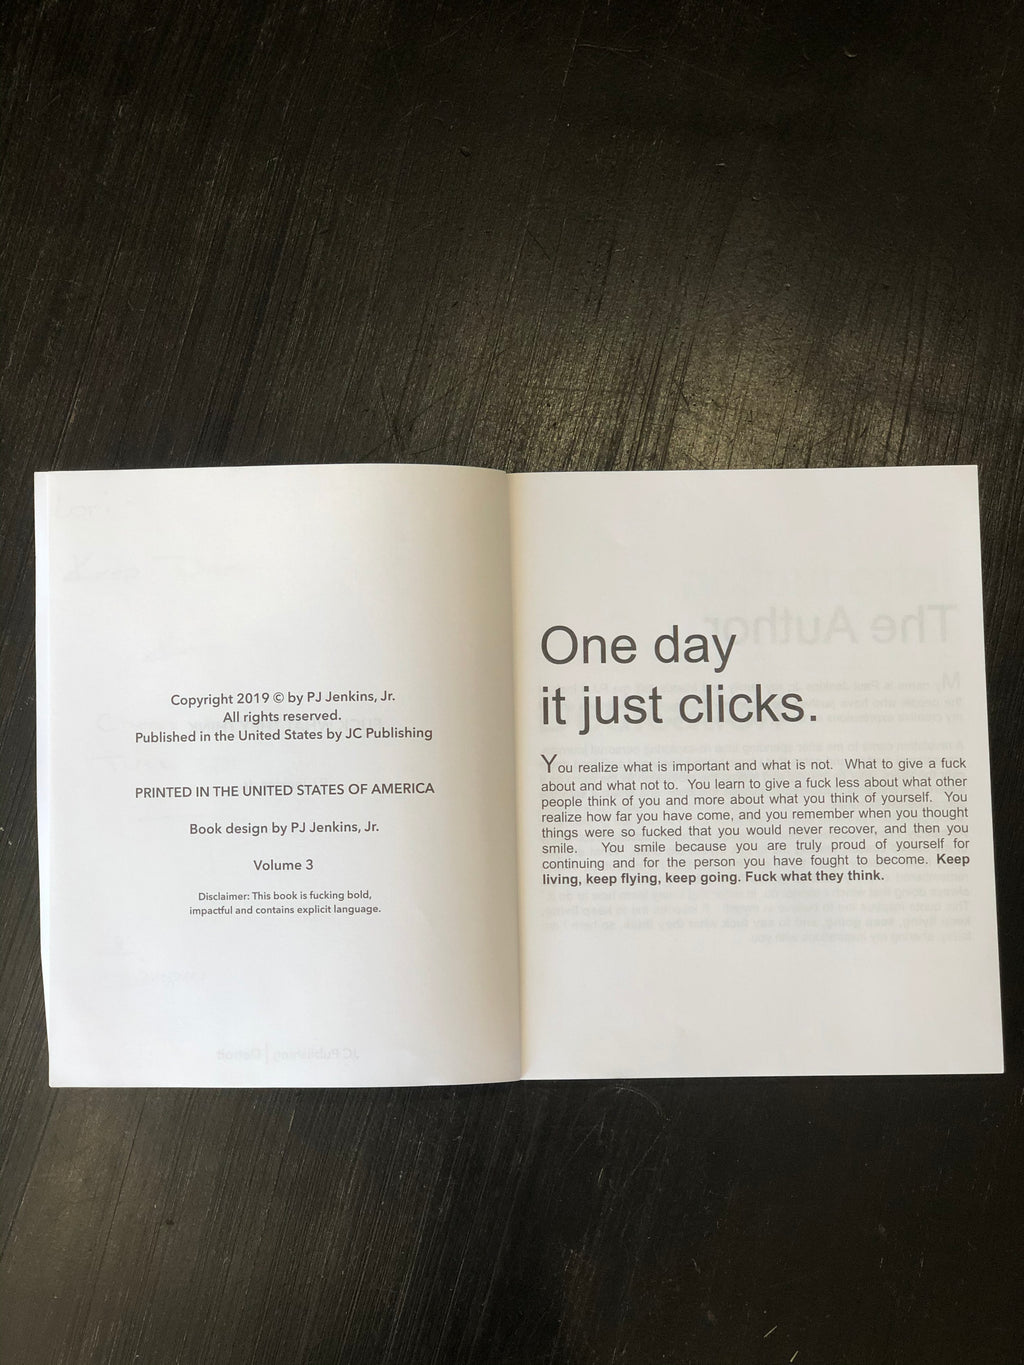 Copyright 2019 © by PJ Jenkins, Jr.
All rights reserved.
Published in the United States by JC Publishing
PRINTED IN THE UNITED STATES OF AMERICA
Book design by PJ Jenkins, Jr.
Volume 3
Disclaimer: This book is fucking bold,
impactful and contains explicit language.
JC Publishing | Detroit
One day
it just clicks.
You realize what is important and what is not. What to give a fuck
about and what not to. You learn to give a fuck less about what other
people think of you and more about what you think of yourself. You
realize how far you have come, and you remember when you thought
things were so fucked that you would never recover, and then you
smile. You smile because you are truly proud of yourself for
continuing and for the person you have fought to become. Keep
living, keep flying, keep going. Fuck what they think.
The Author